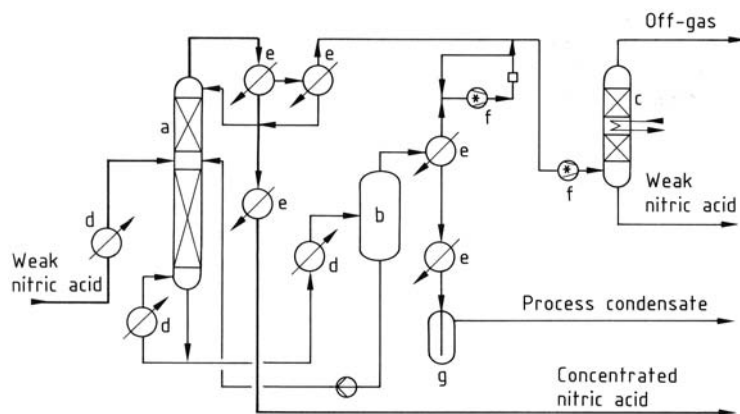 Off-gas
e
e
a
c
f
e
f
d
b
Weak
nitric acid
e
Weak
nitric acid
d
e
d
Process condensate
g
Concentrated
nitric acid